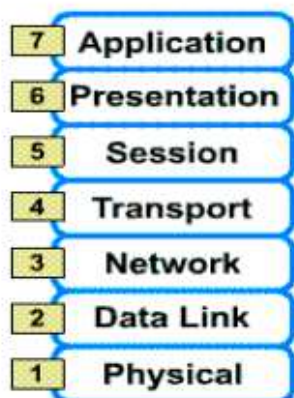 7 Application
6 Presentation
5 Session
4 Transport
3 Network
2 Data Link
1 Physical